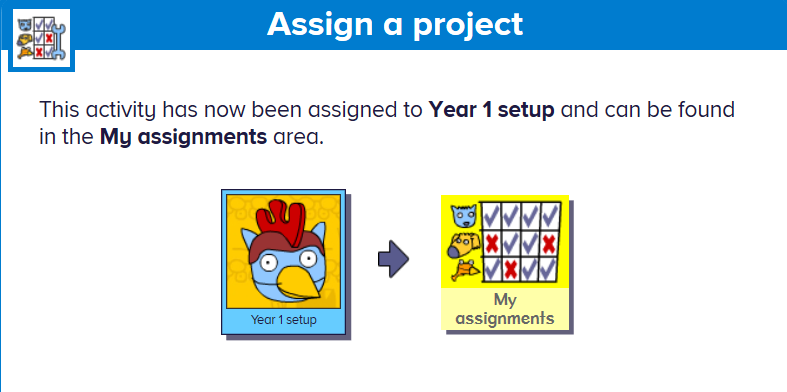 Assign a project
This activity has now been assigned to Year 1 setup and can be found
in the My assignments area.
Year 1 setup
My
assignments